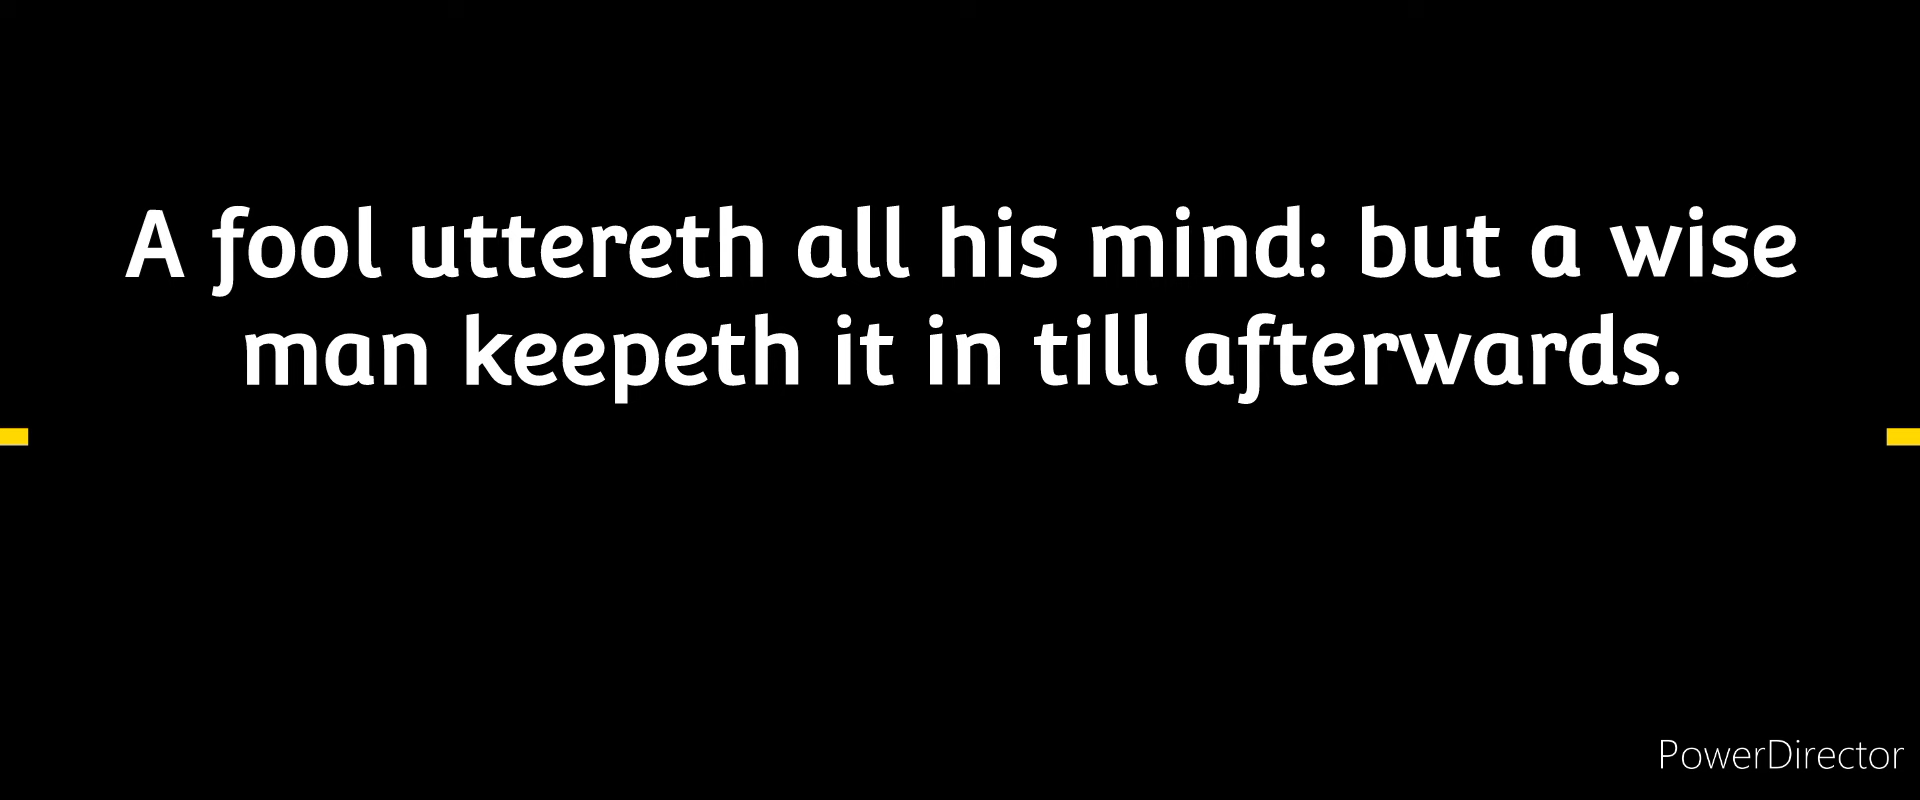 A fool uttereth all his mind: but a wise
man keepeth it in till afterwards.
PowerDirector